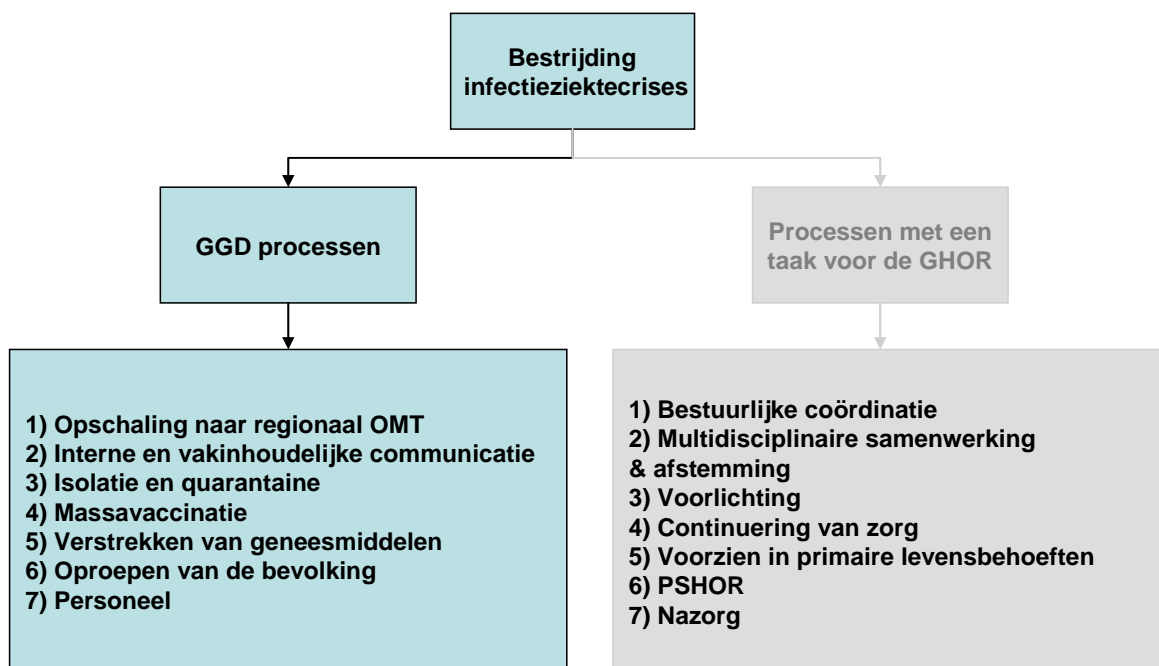 Bestrijding
infectieziektecrises
GGD processen
Processen met een
taak voor de GHOR
1) Opschaling naar regionaal OMT
2) Interne en vakinhoudelijke communicatie
3) Isolatie en quarantaine
4) Massavaccinatie
5) Verstrekken van geneesmiddelen
6) Oproepen van de bevolking
7) Personeel
1) Bestuurlijke coördinatie
2) Multidisciplinaire samenwerking
& afstemming
3) Voorlichting
4) Continuering van zorg
5) Voorzien in primaire levensbehoeften
6) PSHOR
7) Nazorg